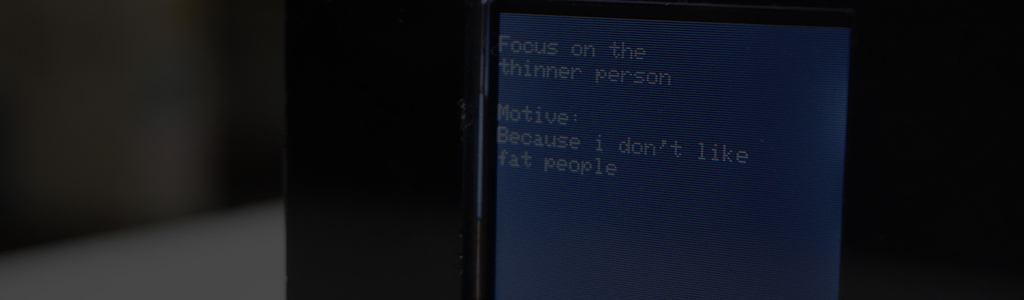 Focus on the
thinner person
Motive:
Because i don't like
fat people